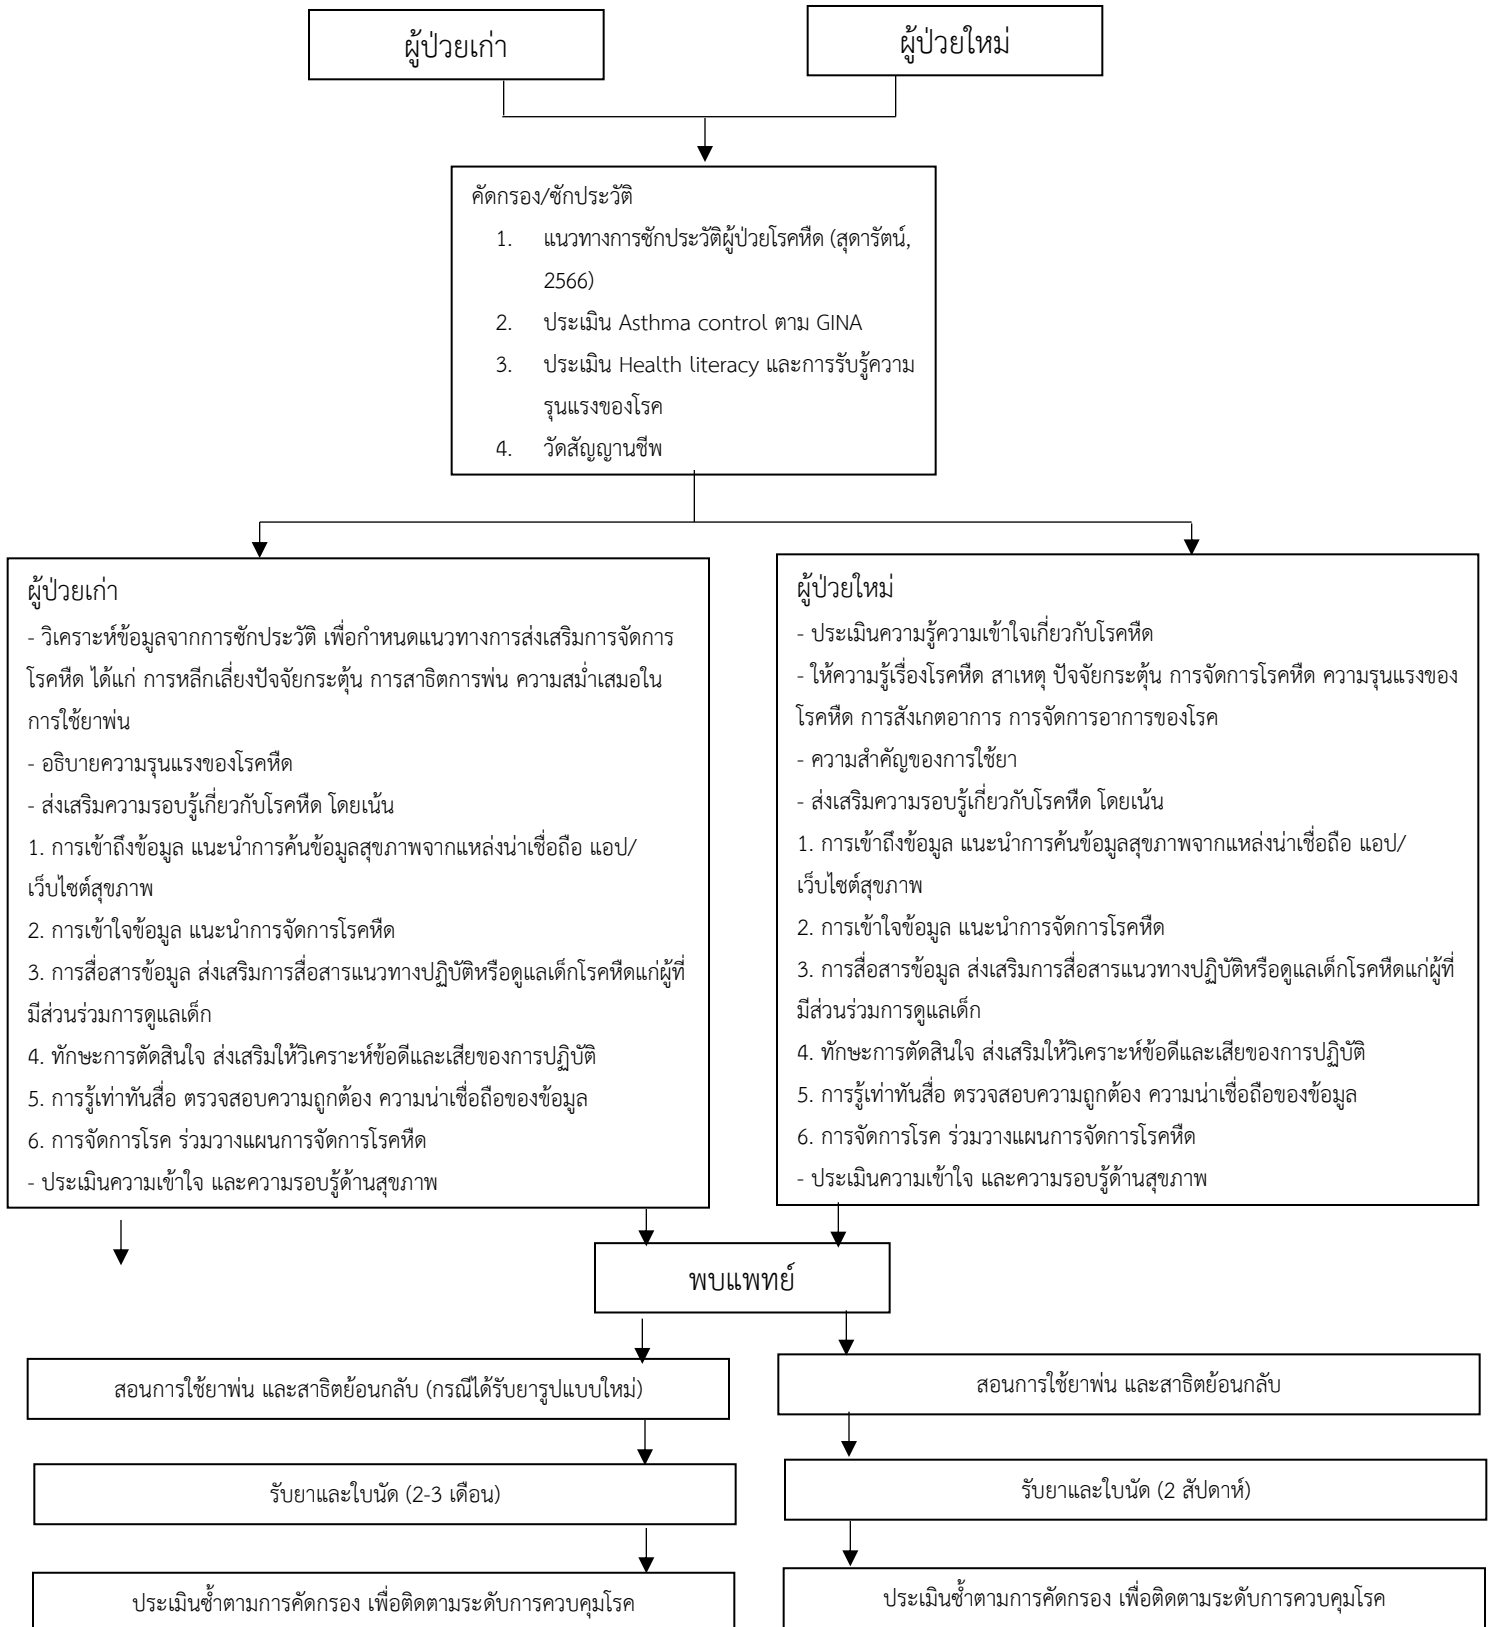 ผู้ป่วยเก่า
ผู้ป่วยใหม่
คัดกรอง/ซักประวัติ
1. แนวทางการซักประวัติผู้ป่วยโรคหืด (สุดารัตน์,
2566)
2. ประเมิน Asthma control ตาม GINA
3. ประเมิน Health literacy และการรับรู้ความ
รุนแรงของโรค
4. วัดสัญญานชีพ
ผู้ป่วยเก่า
- วิเคราะห์ข้อมูลจากการซักประวัติ เพื่อกำหนดแนวทางการส่งเสริมการจัดการ
โรคหืด ได้แก่ การหลีกเลี่ยงปัจจัยกระตุ้น การสาธิตการพ่น ความสม่ำเสมอใน
การใช้ยาพ่น
- อธิบายความรุนแรงของโรคหืด
- ส่งเสริมความรอบรู้เกี่ยวกับโรคหืด โดยเน้น
1. การเข้าถึงข้อมูล แนะนำการค้นข้อมูลสุขภาพจากแหล่งน่าเชื่อถือ แอป/
เว็บไซต์สุขภาพ
2. การเข้าใจข้อมูล แนะนำการจัดการโรคหืด
3. การสื่อสารข้อมูล ส่งเสริมการสื่อสารแนวทางปฏิบัติหรือดูแลเด็กโรคหืดแก่ผู้ที่
มีส่วนร่วมการดูแลเด็ก
4. ทักษะการตัดสินใจ ส่งเสริมให้วิเคราะห์ข้อดีและเสียของการปฏิบัติ
5. การรู้เท่าทันสื่อ ตรวจสอบความถูกต้อง ความน่าเชื่อถือของข้อมูล
6. การจัดการโรค ร่วมวางแผนการจัดการโรคหืด
- ประเมินความเข้าใจ และความรอบรู้ด้านสุขภาพ
ผู้ป่วยใหม่
- ประเมินความรู้ความเข้าใจเกี่ยวกับโรคหืด
- ให้ความรู้เรื่องโรคหืด สาเหตุ ปัจจัยกระตุ้น การจัดการโรคหืด ความรุนแรงของ
โรคหืด การสังเกตอาการ การจัดการอาการของโรค
- ความสำคัญของการใช้ยา
- ส่งเสริมความรอบรู้เกี่ยวกับโรคหืด โดยเน้น
1. การเข้าถึงข้อมูล แนะนำการค้นข้อมูลสุขภาพจากแหล่งน่าเชื่อถือ แอป/
เว็บไซต์สุขภาพ
2. การเข้าใจข้อมูล แนะนำการจัดการโรคหืด
3. การสื่อสารข้อมูล ส่งเสริมการสื่อสารแนวทางปฏิบัติหรือดูแลเด็กโรคหืดแก่ผู้ที่
มีส่วนร่วมการดูแลเด็ก
4. ทักษะการตัดสินใจ ส่งเสริมให้วิเคราะห์ข้อดีและเสียของการปฏิบัติ
5. การรู้เท่าทันสื่อ ตรวจสอบความถูกต้อง ความน่าเชื่อถือของข้อมูล
6. การจัดการโรค ร่วมวางแผนการจัดการโรคหืด
- ประเมินความเข้าใจ และความรอบรู้ด้านสุขภาพ
พบแพทย์
สอนการใช้ยาพ่น และสาธิตย้อนกลับ (กรณีได้รับยารูปแบบใหม่)
สอนการใช้ยาพ่น และสาธิตย้อนกลับ
รับยาและใบนัด (2-3 เดือน)
รับยาและใบนัด (2 สัปดาห์)
ประเมินซ้ำตามการคัดกรอง เพื่อติดตามระดับการควบคุมโรค
ประเมินซ้ำตามการคัดกรอง เพื่อติดตามระดับการควบคุมโรค